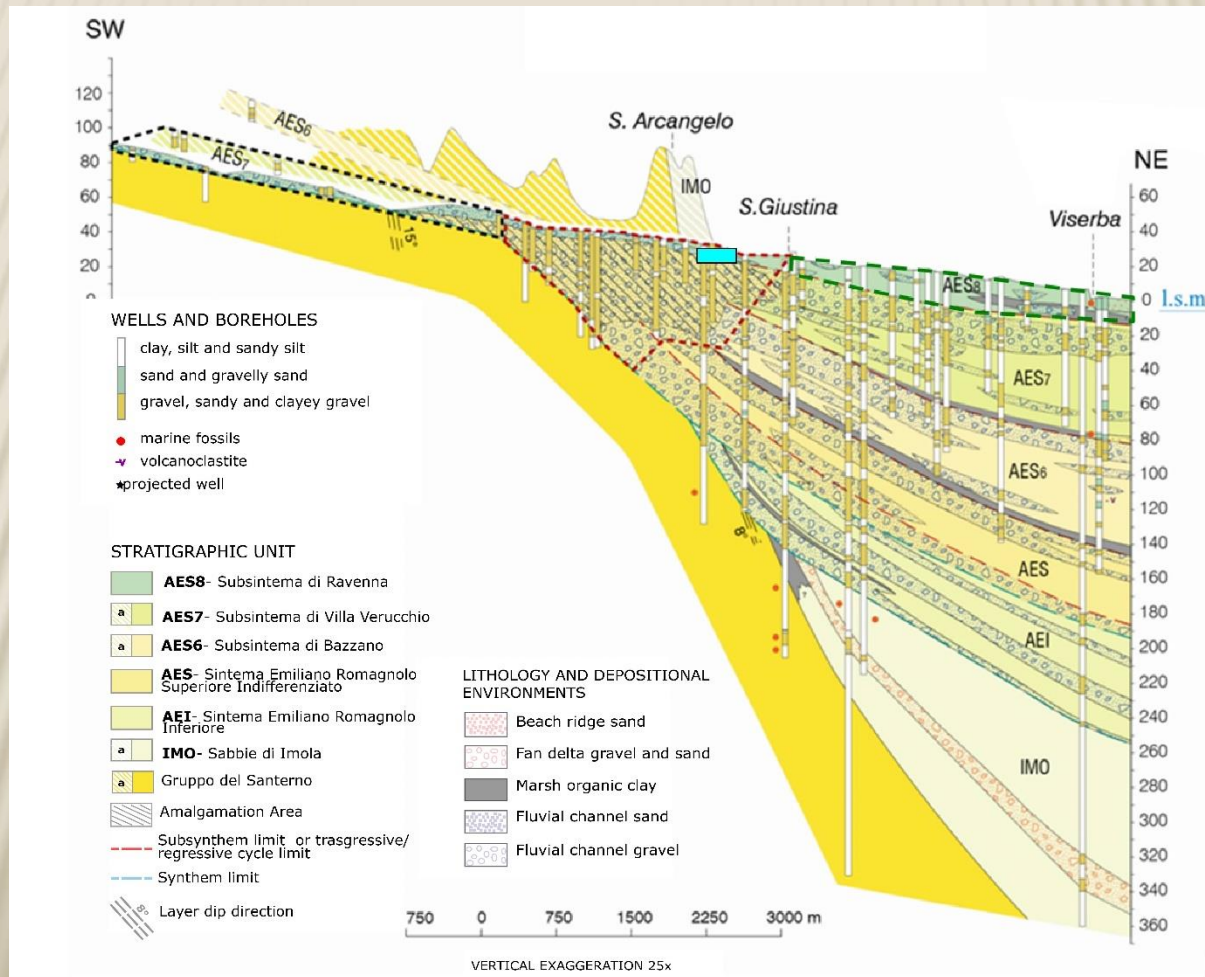 SW
120
100
80
60
40
20
0
AES6
AES7
15°
S. Arcangelo
IMO
S.Giustina
Viserba
NE
60
40
20
0 l.s.m
20
40
60
80
100
120
140
160
180
200
220
240
260
280
300
320
340
360
AES8
AES7
AES6
AES
AEI
IMO
8°
WELLS AND BOREHOLES
clay, silt and sandy silt
sand and gravelly sand
gravel, sandy and clayey gravel
marine fossils
volcanoclastite
projected well
STRATIGRAPHIC UNIT
AES8- Subsintema di Ravenna
a AES7- Subsintema di Villa Verucchio
a AES6- Subsintema di Bazzano
AES- Sintema Emiliano Romagnolo
Superiore Indifferenziato
AEI- Sintema Emiliano Romagnolo
Inferiore
a IMO- Sabbie di Imola
a Gruppo del Santerno
Amalgamation Area
Subsynthem limit or trasgressive/
regressive cycle limit
Synthem limit
8° Layer dip direction
LITHOLOGY AND DEPOSITIONAL
ENVIRONMENTS
Beach ridge sand
Fan delta gravel and sand
Marsh organic clay
Fluvial channel sand
Fluvial channel gravel
750 0 750 1500 2250 3000 m
VERTICAL EXAGGERATION 25x